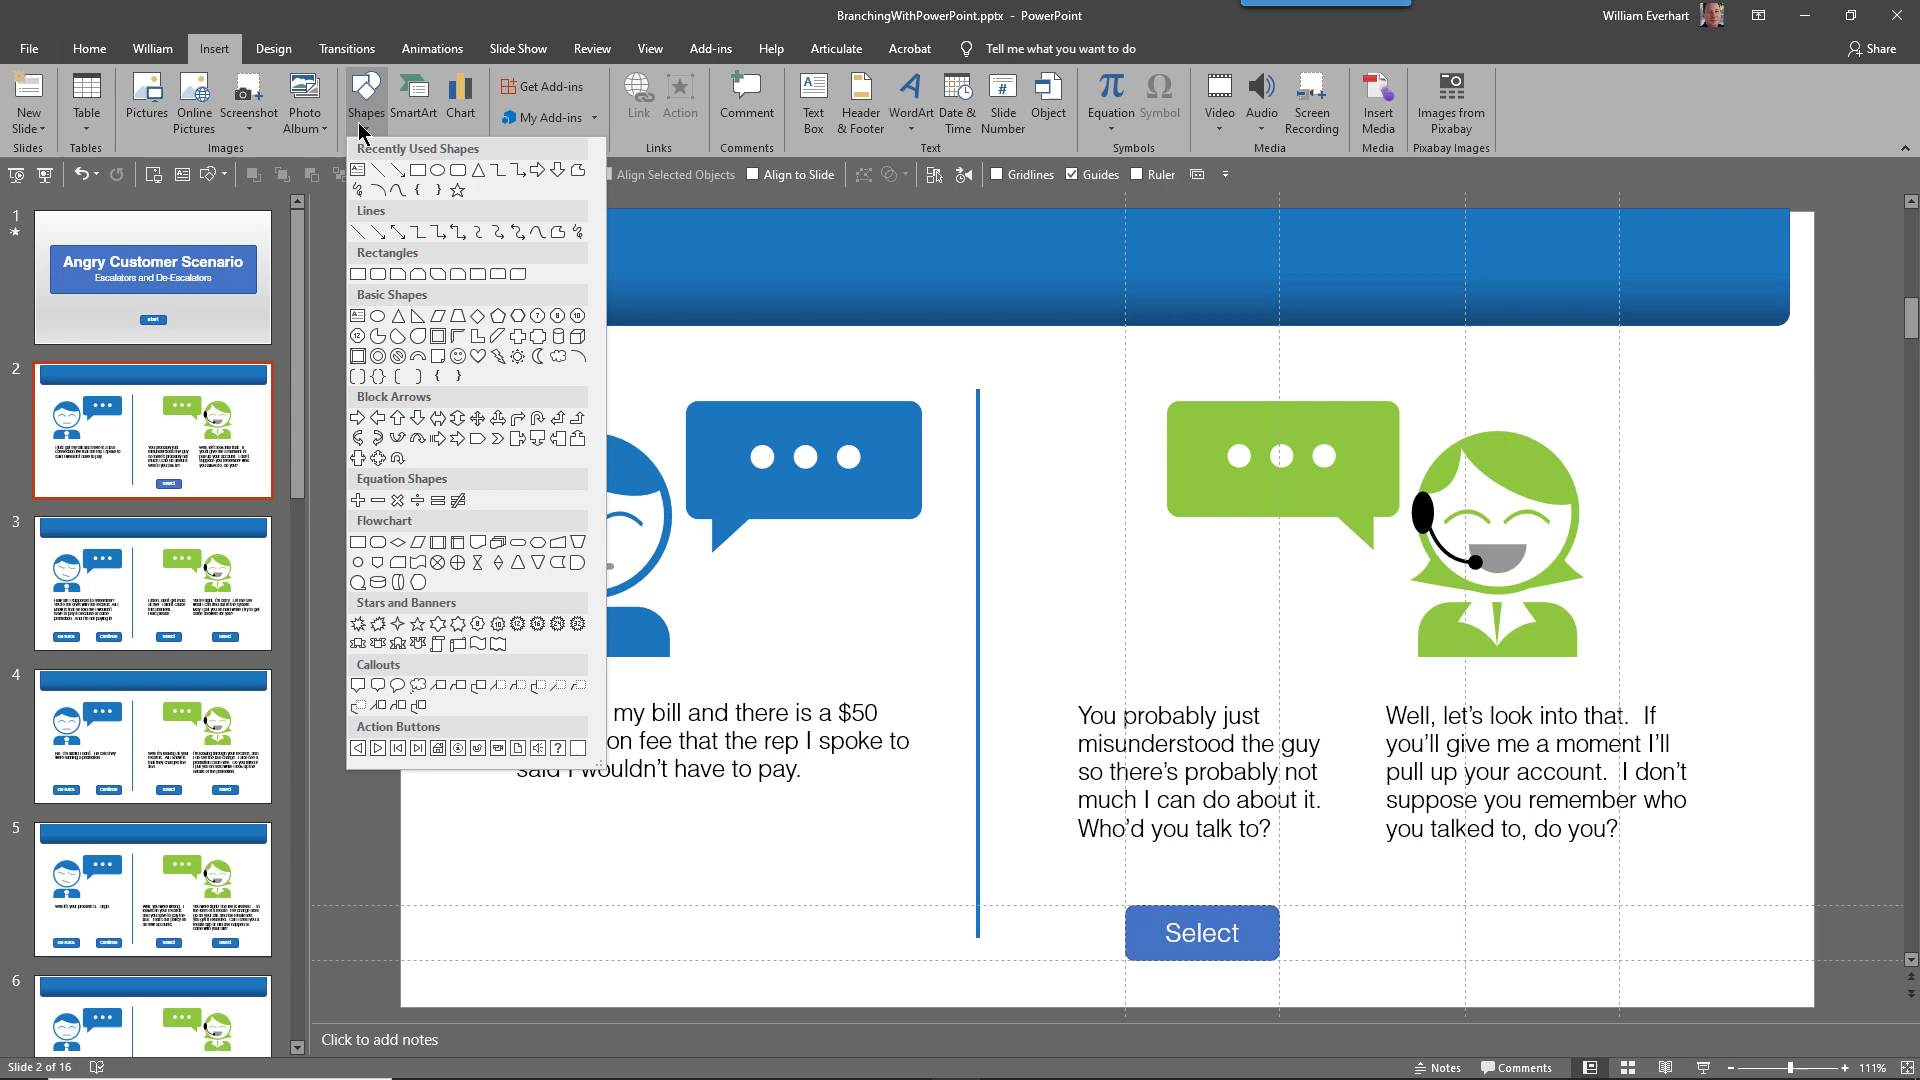 BranchingWithPowerPoint.pptx - PowerPoint
William Everhart
File Home William Insert Design Transitions Animations Slide Show Review View Add-ins Help Articulate Acrobat Tell me what you want to do
Share
New Slide
Table
Pictures
Online Pictures
Screenshot
Photo Album
Shapes
SmartArt
Chart
Get Add-ins
My Add-ins
Link
Action
Comment
Text Box
Header & Footer
WordArt
Date & Time
Slide Number
Object
Equation
Symbol
Video
Audio
Screen Recording
Insert Media
Images from Pixabay
Slides Tables Images Links Comments Text Symbols Media Media Pixabay Images
Align Selected Objects Align to Slide Gridlines Guides Ruler
Recently Used Shapes
Lines
Rectangles
Basic Shapes
Block Arrows
Equation Shapes
Flowchart
Stars and Banners
Callouts
Action Buttons
1
Angry Customer Scenario
Escalators and De-Escalators
start
2
3
4
5
6
my bill and there is a $50
on fee that the rep I spoke to
said I wouldn't have to pay.
You probably just
misunderstood the guy
so there's probably not
much I can do about it.
Who'd you talk to?
Well, let's look into that. If
you'll give me a moment I'll
pull up your account. I don't
suppose you remember who
you talked to, do you?
Select
Click to add notes
Slide 2 of 16
Notes Comments 111%